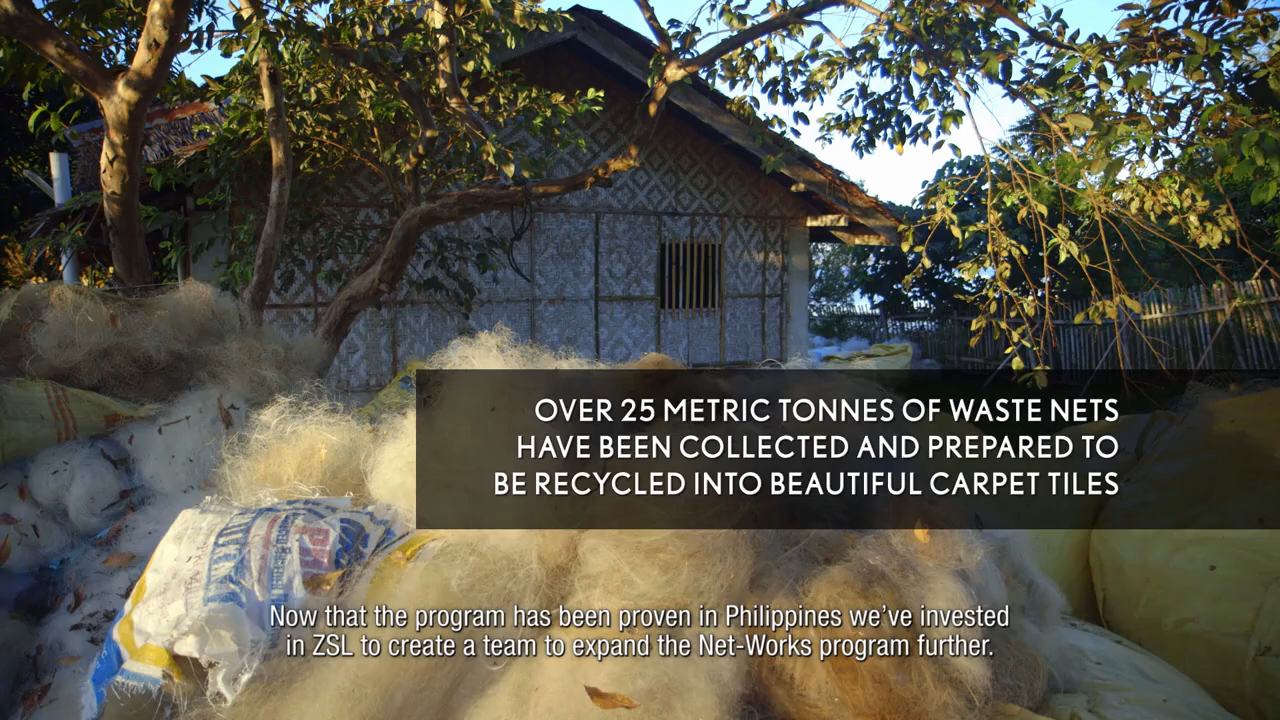 OVER 25 METRIC TONNES OF WASTE NETS
HAVE BEEN COLLECTED AND PREPARED TO
BE RECYCLED INTO BEAUTIFUL CARPET TILES
Now that the program has been proven in Philippines we've invested
in ZSL to create a team to expand the Net-Works program further.